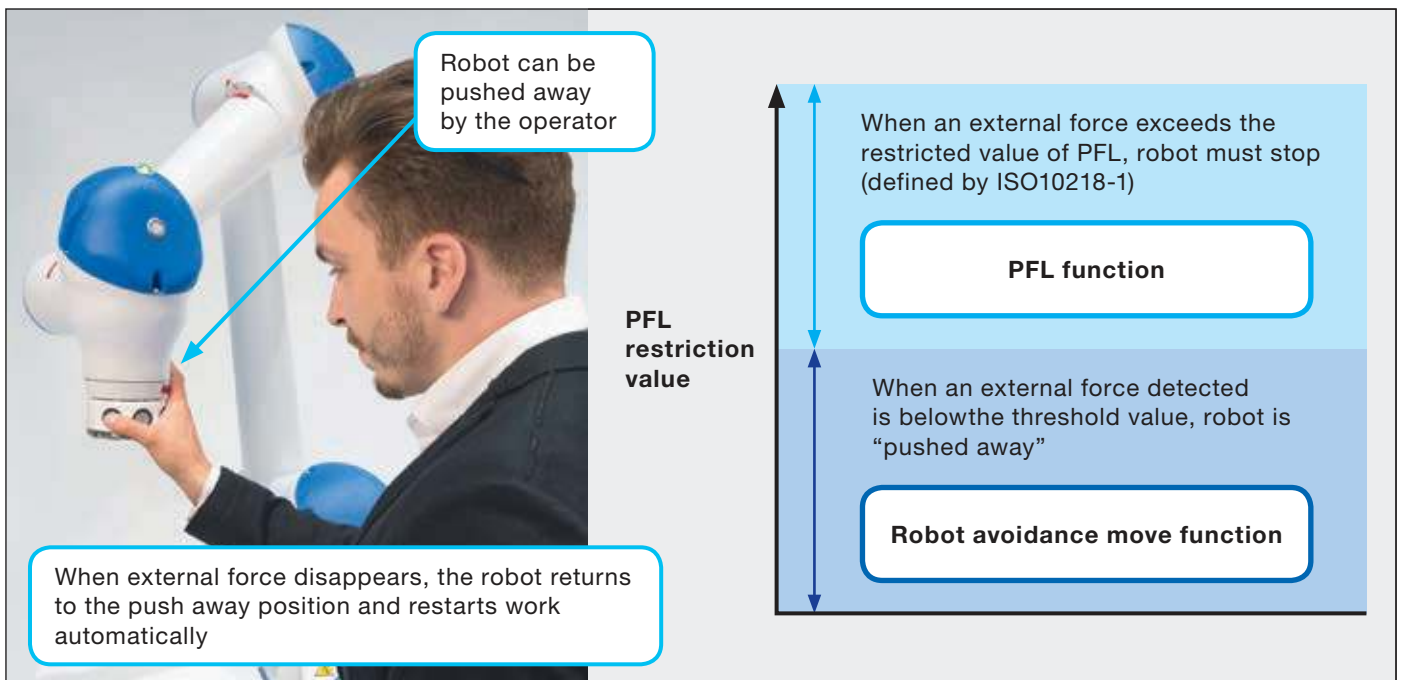 Robot can be
pushed away
by the operator
When external force disappears, the robot returns
to the push away position and restarts work
automatically
PFL
restriction
value
When an external force exceeds the
restricted value of PFL, robot must stop
(defined by ISO10218-1)
PFL function
When an external force detected
is belowthe threshold value, robot is
“pushed away”
Robot avoidance move function